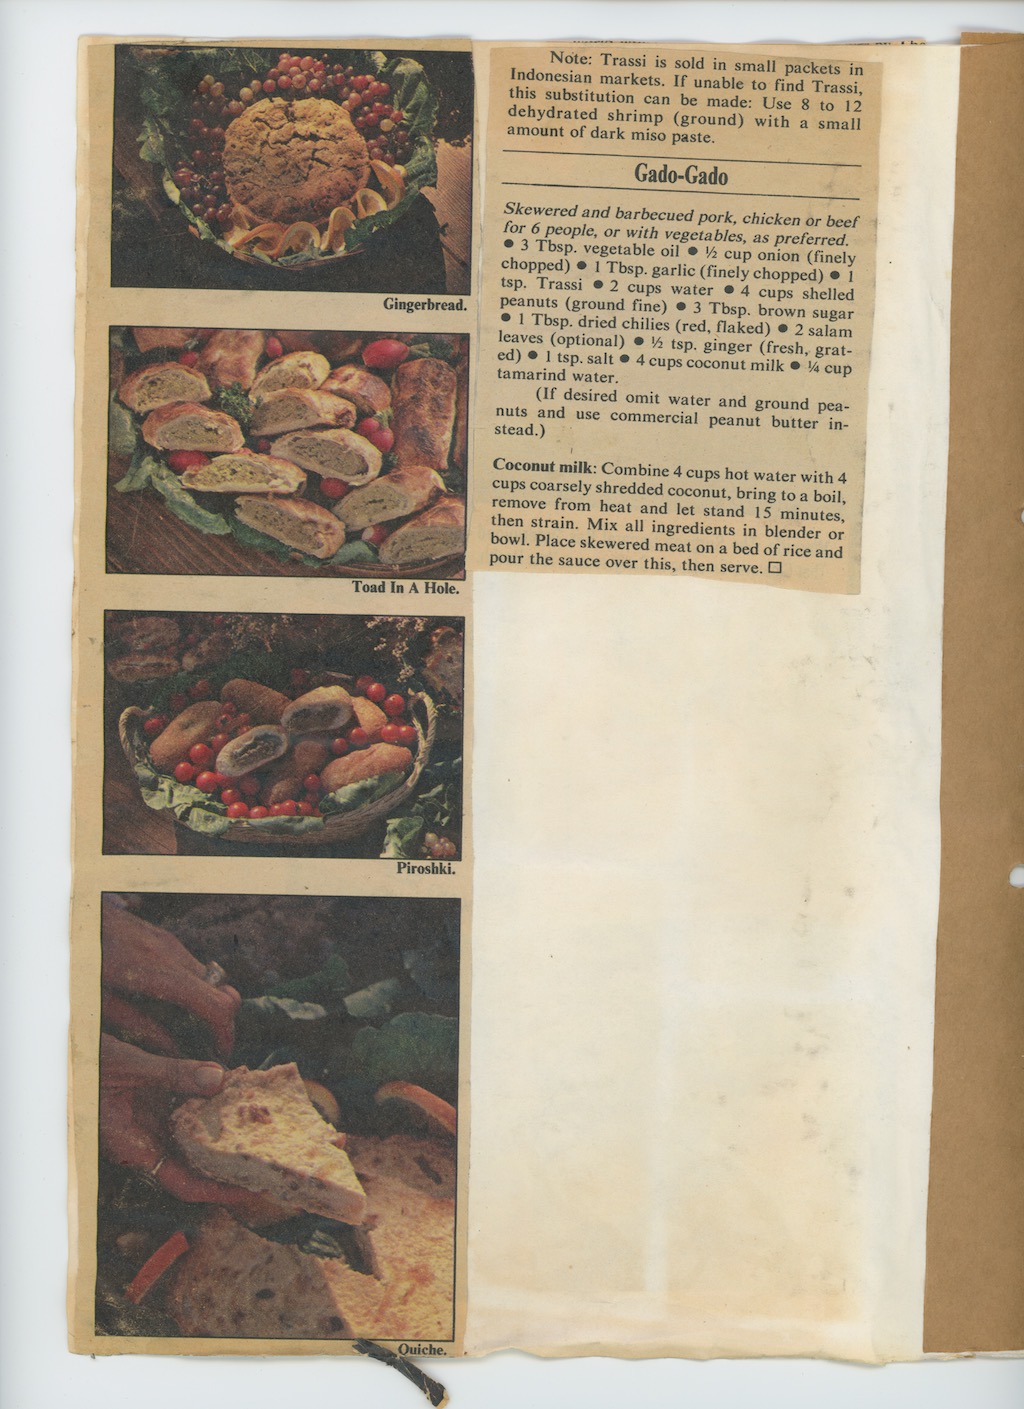 Gingerbread.
Toad In A Hole.
Piroshki.
Quiche.
Note: Trassi is sold in small packets in
Indonesian markets. If unable to find Trassi,
this substitution can be made: Use 8 to 12
dehydrated shrimp (ground) with a small
amount of dark miso paste.
Gado-Gado
Skewered and barbecued pork, chicken or beef
for 6 people, or with vegetables, as preferred.
● 3 Tbsp. vegetable oil ● ½ cup onion (finely
chopped) ● 1 Tbsp. garlic (finely chopped) ● 1
tsp. Trassi ● 2 cups water ● 4 cups shelled
peanuts (ground fine) ● 3 Tbsp. brown sugar
● 1 Tbsp. dried chilies (red, flaked) ● 2 salam
leaves (optional) ● ½ tsp. ginger (fresh, grat-
ed) ● 1 tsp. salt ● 4 cups coconut milk ● ¼ cup
tamarind water.
(If desired omit water and ground pea-
nuts and use commercial peanut butter in-
stead.)
Coconut milk: Combine 4 cups hot water with 4
cups coarsely shredded coconut, bring to a boil,
remove from heat and let stand 15 minutes,
then strain. Mix all ingredients in blender or
bowl. Place skewered meat on a bed of rice and
pour the sauce over this, then serve. □